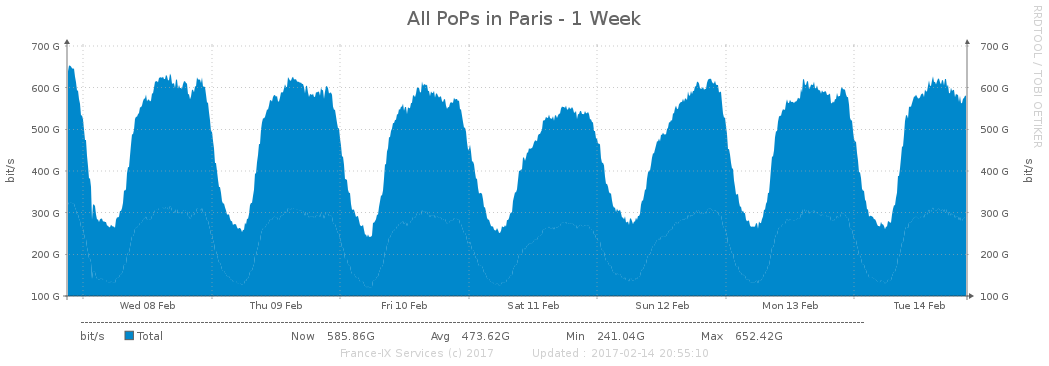 All PoPs in Paris - 1 Week
RRDTOOL / TOBI OETIKER
700 G 700 G
600 G 600 G
500 G 500 G
400 G 400 G
300 G 300 G
200 G 200 G
100 G 100 G
bit/s bit/s
Wed 08 Feb Thu 09 Feb Fri 10 Feb Sat 11 Feb Sun 12 Feb Mon 13 Feb Tue 14 Feb
bit/s Total Now 585.86G Avg 473.62G Min 241.04G Max 652.42G
France-IX Services (c) 2017 Updated : 2017-02-14 20:55:10